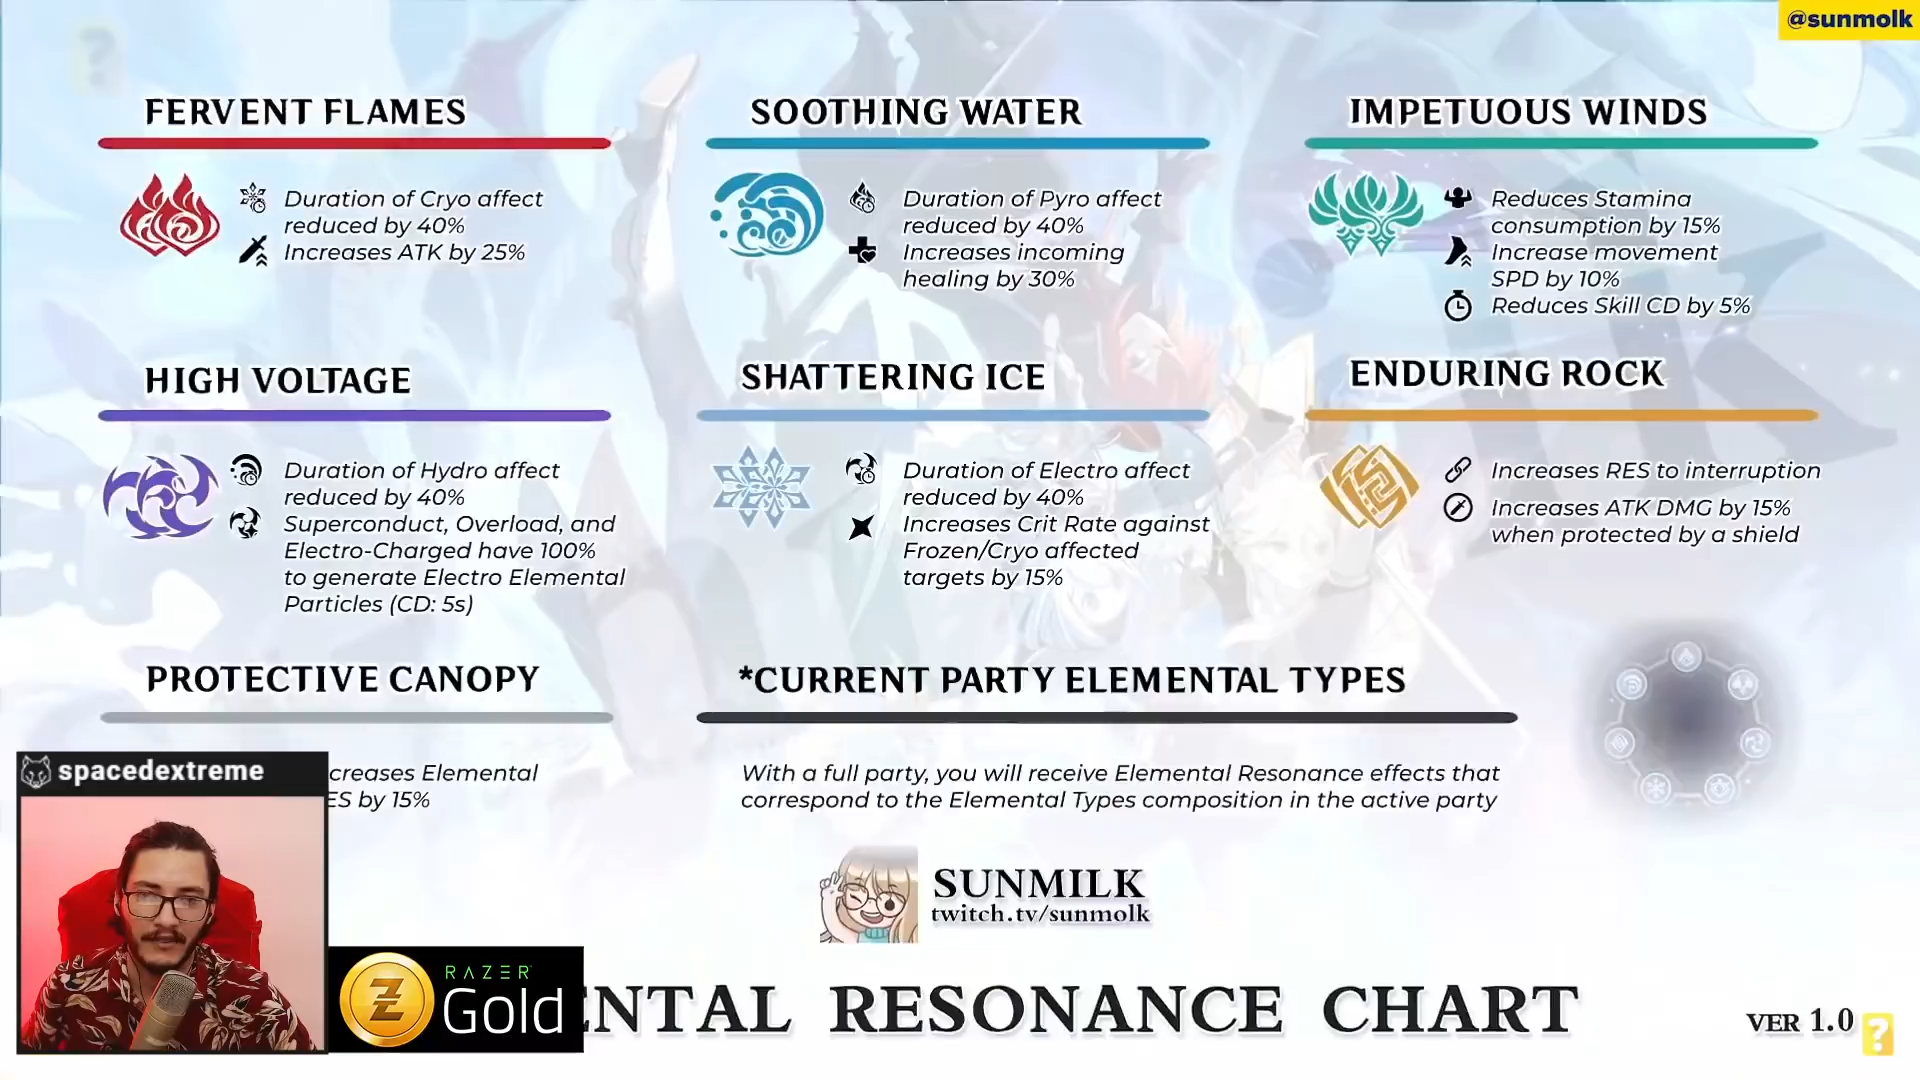 @sunmolk
FERVENT FLAMES
Duration of Cryo affect
reduced by 40%
Increases ATK by 25%
SOOTHING WATER
Duration of Pyro affect
reduced by 40%
Increases incoming
healing by 30%
IMPETUOUS WINDS
Reduces Stamina
consumption by 15%
Increase movement
SPD by 10%
Reduces Skill CD by 5%
HIGH VOLTAGE
Duration of Hydro affect
reduced by 40%
Superconduct, Overload, and
Electro-Charged have 100%
to generate Electro Elemental
Particles (CD: 5s)
SHATTERING ICE
Duration of Electro affect
reduced by 40%
Increases Crit Rate against
Frozen/Cryo affected
targets by 15%
ENDURING ROCK
Increases RES to interruption
Increases ATK DMG by 15%
when protected by a shield
PROTECTIVE CANOPY
creases Elemental
ES by 15%
*CURRENT PARTY ELEMENTAL TYPES
With a full party, you will receive Elemental Resonance effects that
correspond to the Elemental Types composition in the active party
spacedextreme
SUNMILK
twitch.tv/sunmolk
RAZER
Gold
ENTAL RESONANCE CHART
VER 1.0
?